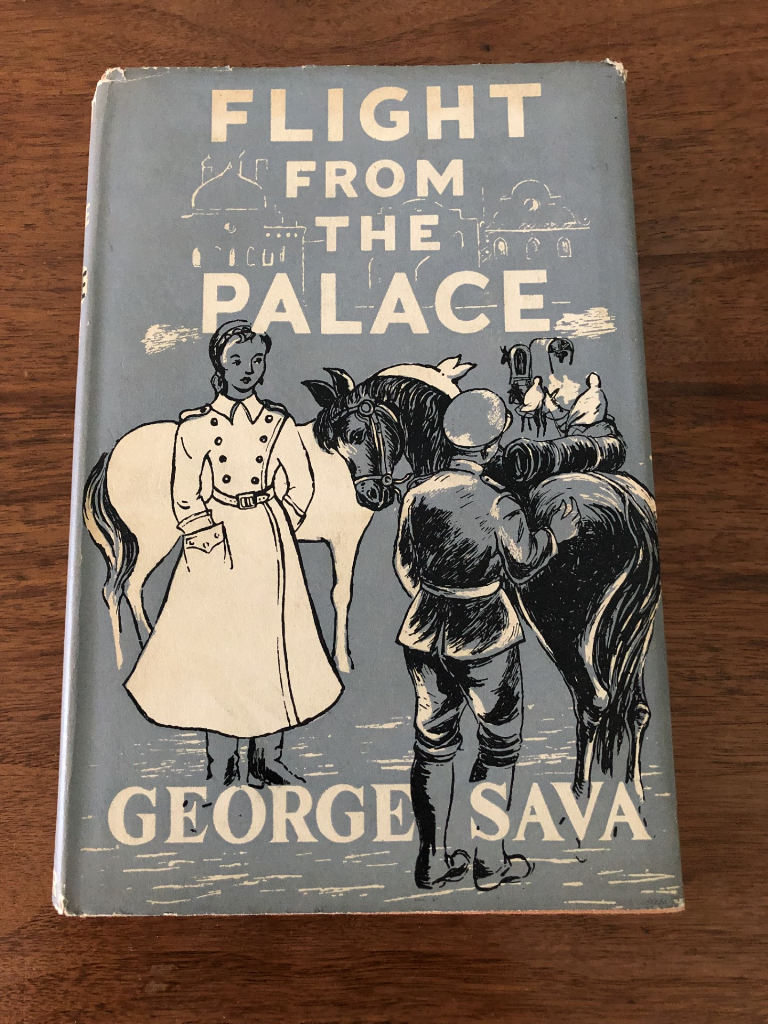 FLIGHT
FROM
THE
PALACE
GEORGE SAVA